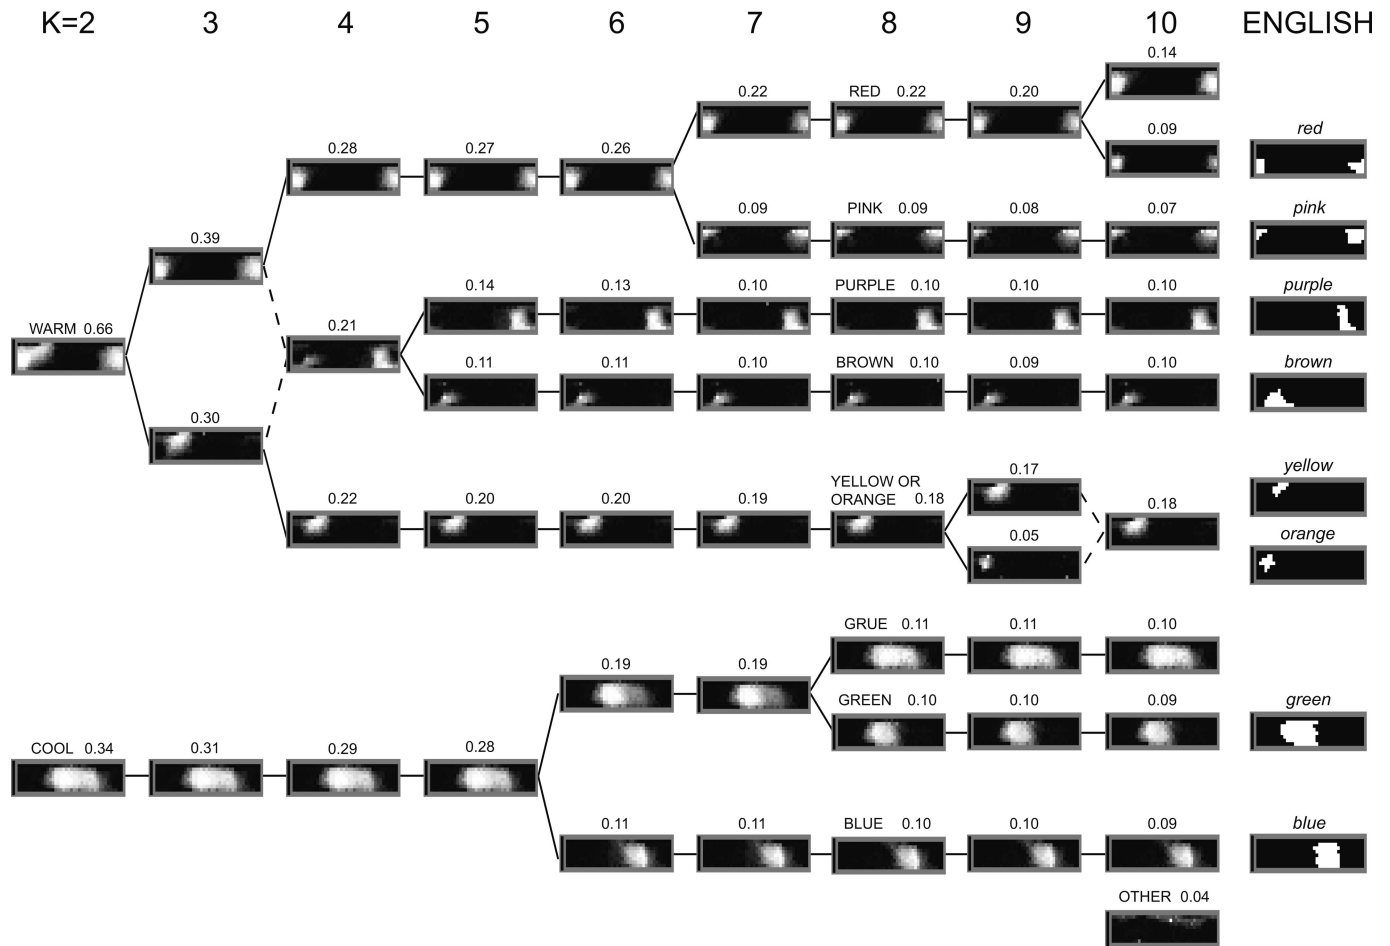 K=2 3 4 5 6 7 8 9 10 ENGLISH
0.14
0.22 RED 0.22 0.20
0.09 red
0.28 0.27 0.26
0.09 PINK 0.09 0.08 0.07 pink
0.39
0.14 0.13 0.10 PURPLE 0.10 0.10 0.10 purple
WARM 0.66 0.21
0.11 0.11 0.10 BROWN 0.10 0.09 0.10 brown
0.30
0.17 yellow
YELLOW OR
0.22 0.20 0.20 0.19 ORANGE 0.18 0.18
0.05 orange
GRUE 0.11 0.11 0.10
0.19 0.19
GREEN 0.10 0.10 0.09 green
COOL 0.34 0.31 0.29 0.28
0.11 0.11 BLUE 0.10 0.10 0.09 blue
OTHER 0.04